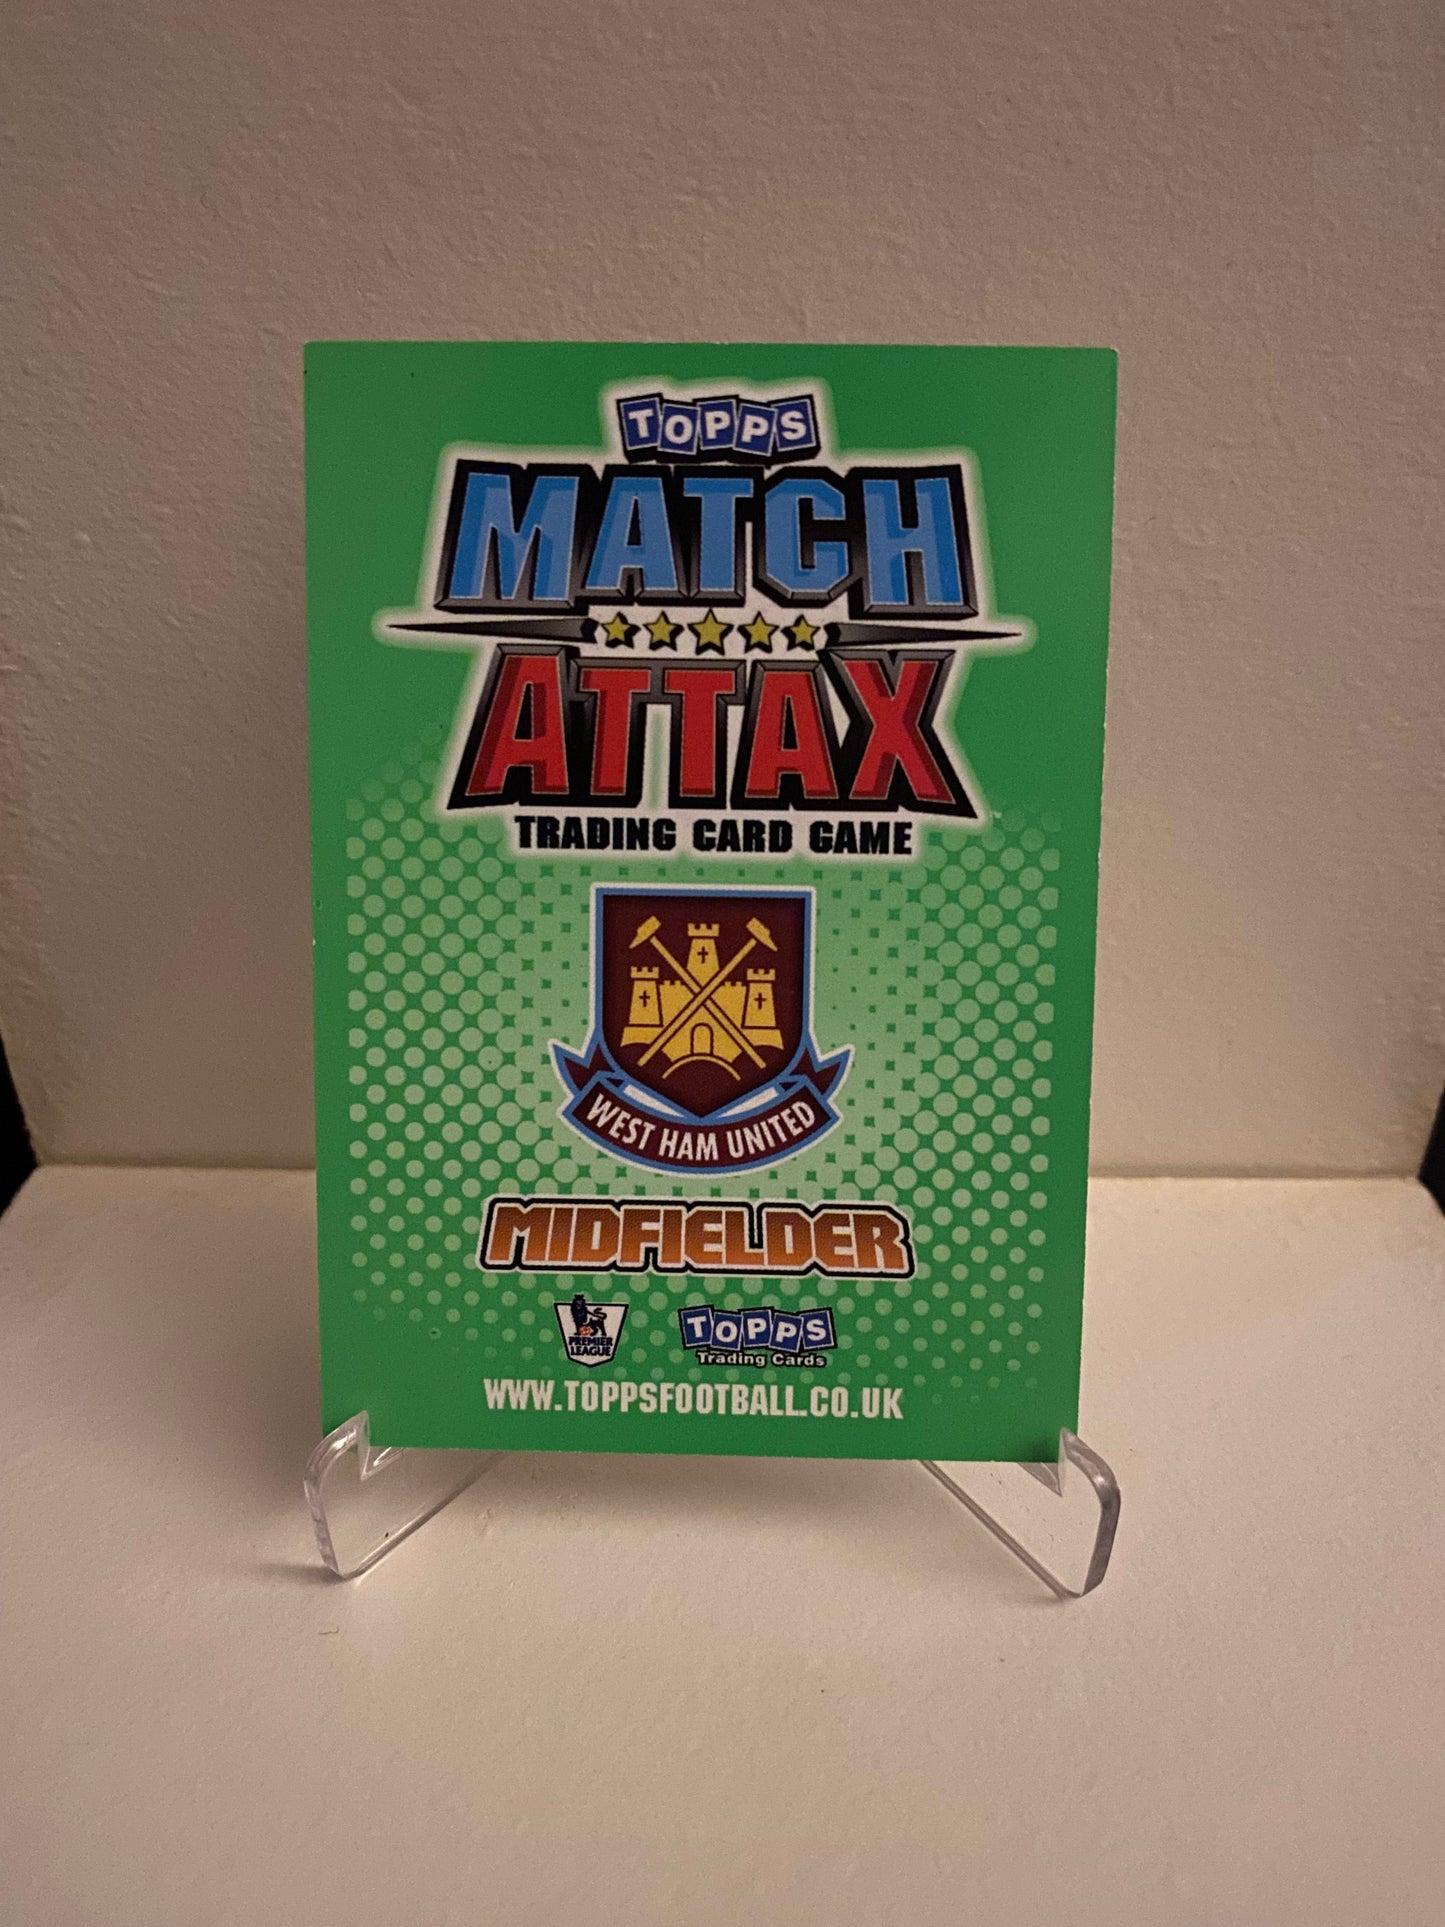 TOPPS
MATCH
ATTAX
TRADING CARD GAME
WEST HAM UNITED
MIDFIELDER
PREMIER
LEAGUE
TOPPS
Trading Cards
WWW.TOPPSFOOTBALL.CO.UK